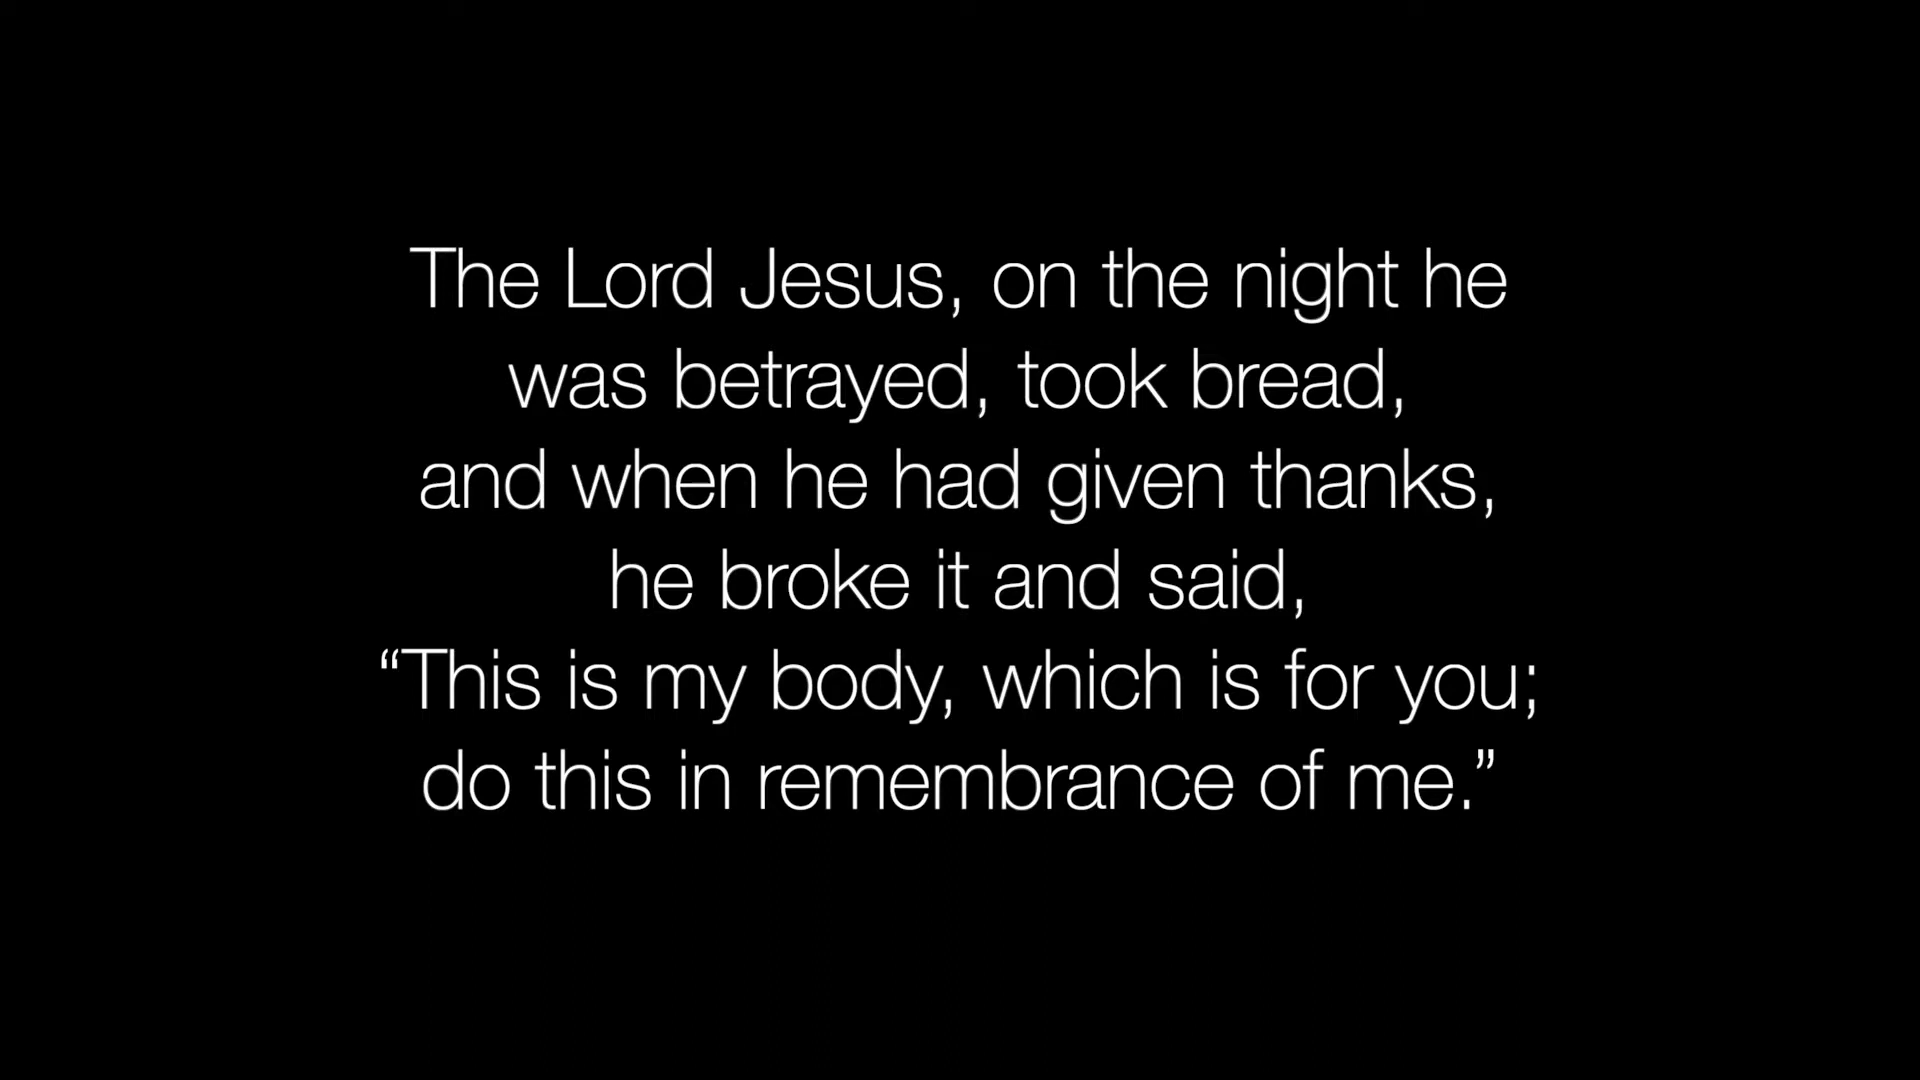 The Lord Jesus, on the night he
was betrayed, took bread,
and when he had given thanks,
he broke it and said,
“This is my body, which is for you;
do this in remembrance of me.”